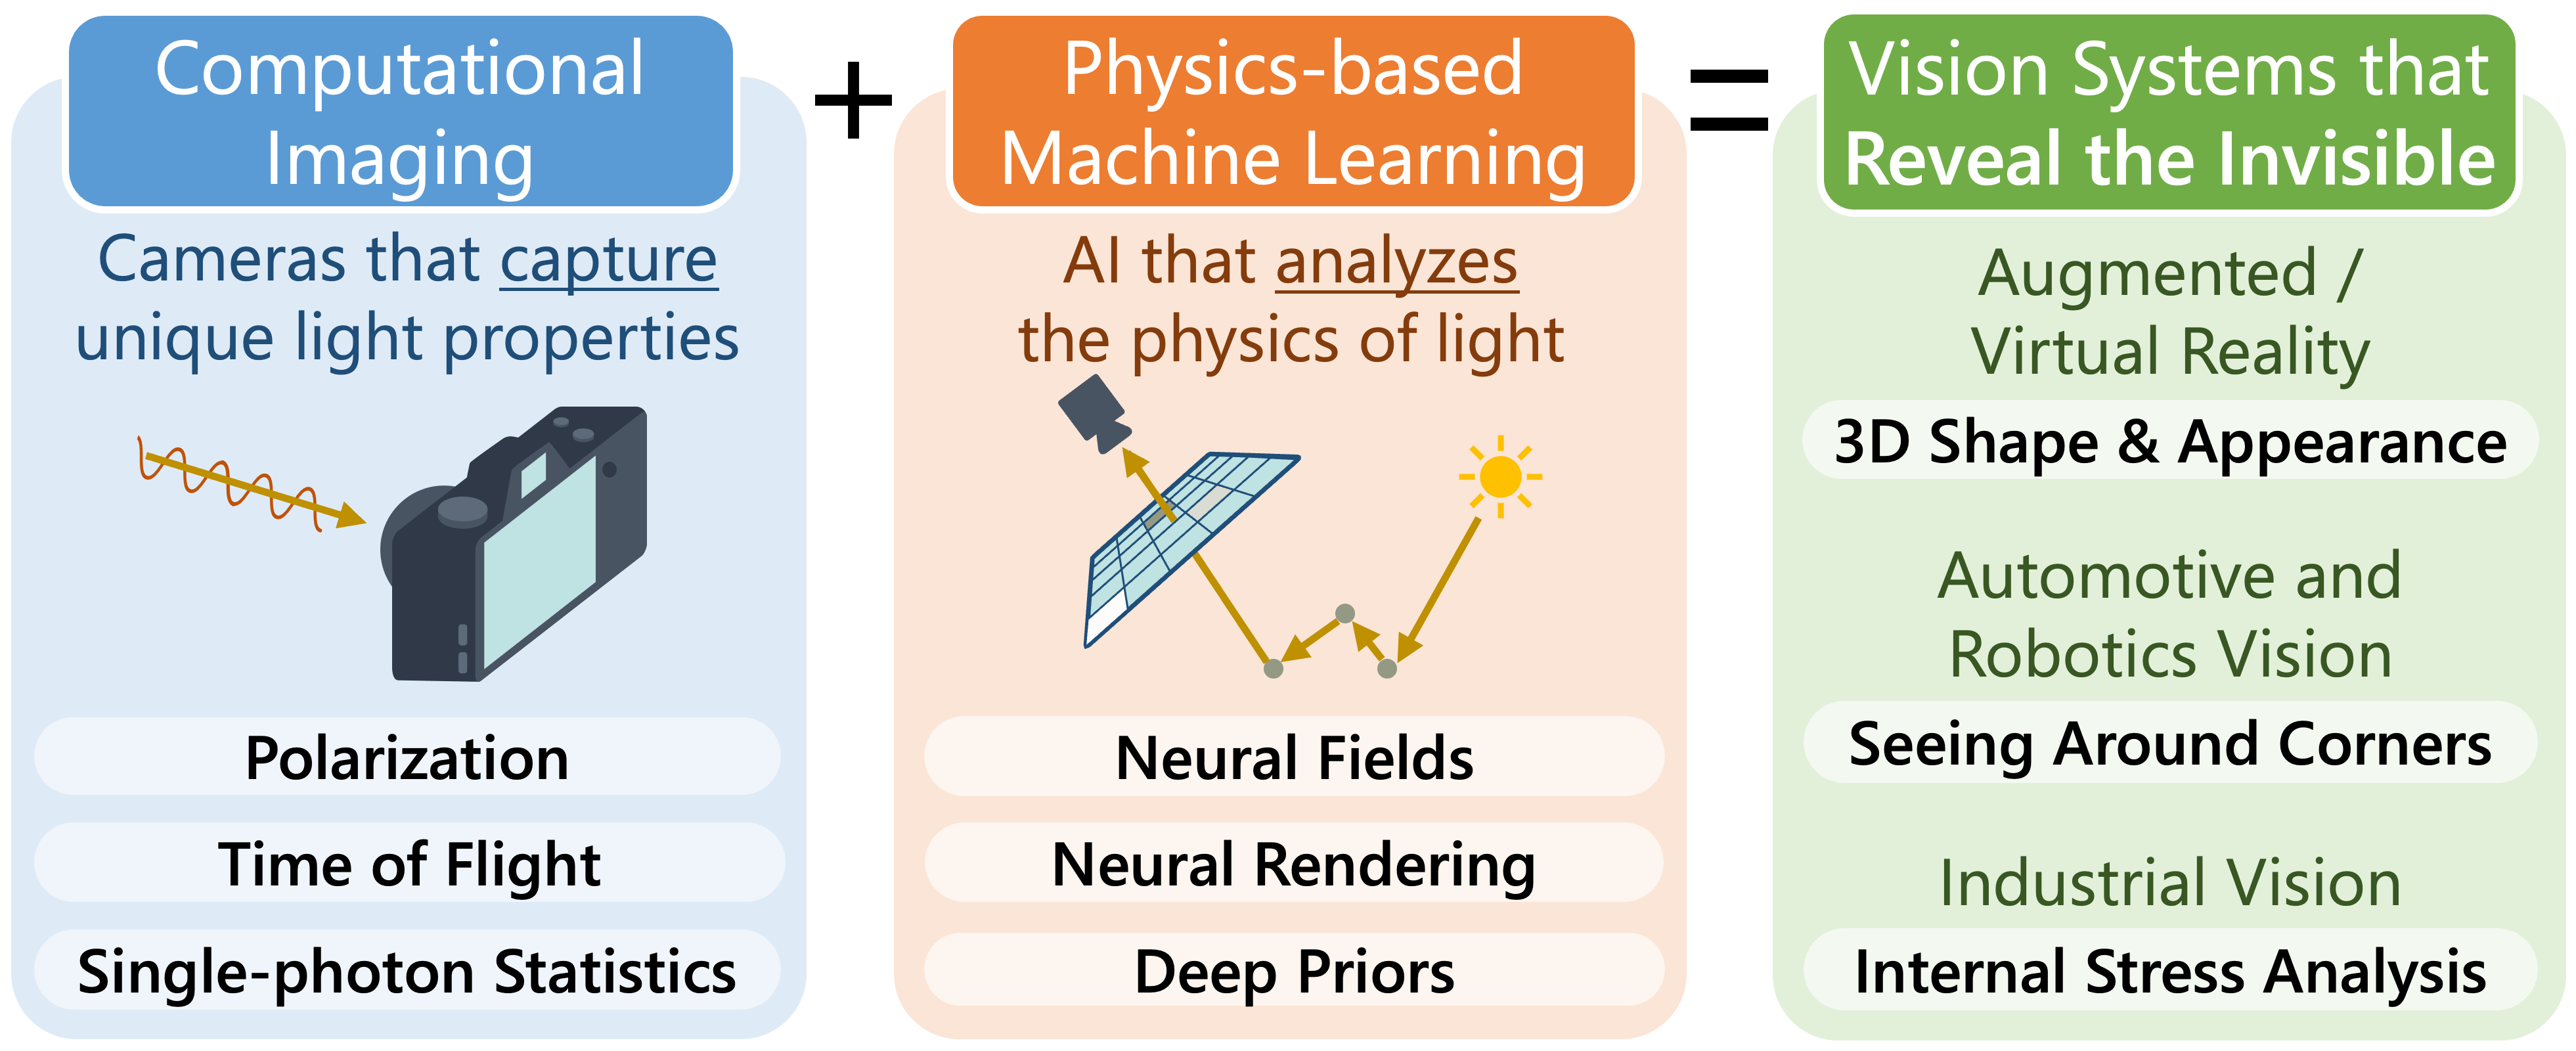 Computational
Imaging
Cameras that capture
unique light properties
Polarization
Time of Flight
Single-photon Statistics
+
Physics-based
Machine Learning
AI that analyzes
the physics of light
Neural Fields
Neural Rendering
Deep Priors
=
Vision Systems that
Reveal the Invisible
Augmented /
Virtual Reality
3D Shape & Appearance
Automotive and
Robotics Vision
Seeing Around Corners
Industrial Vision
Internal Stress Analysis